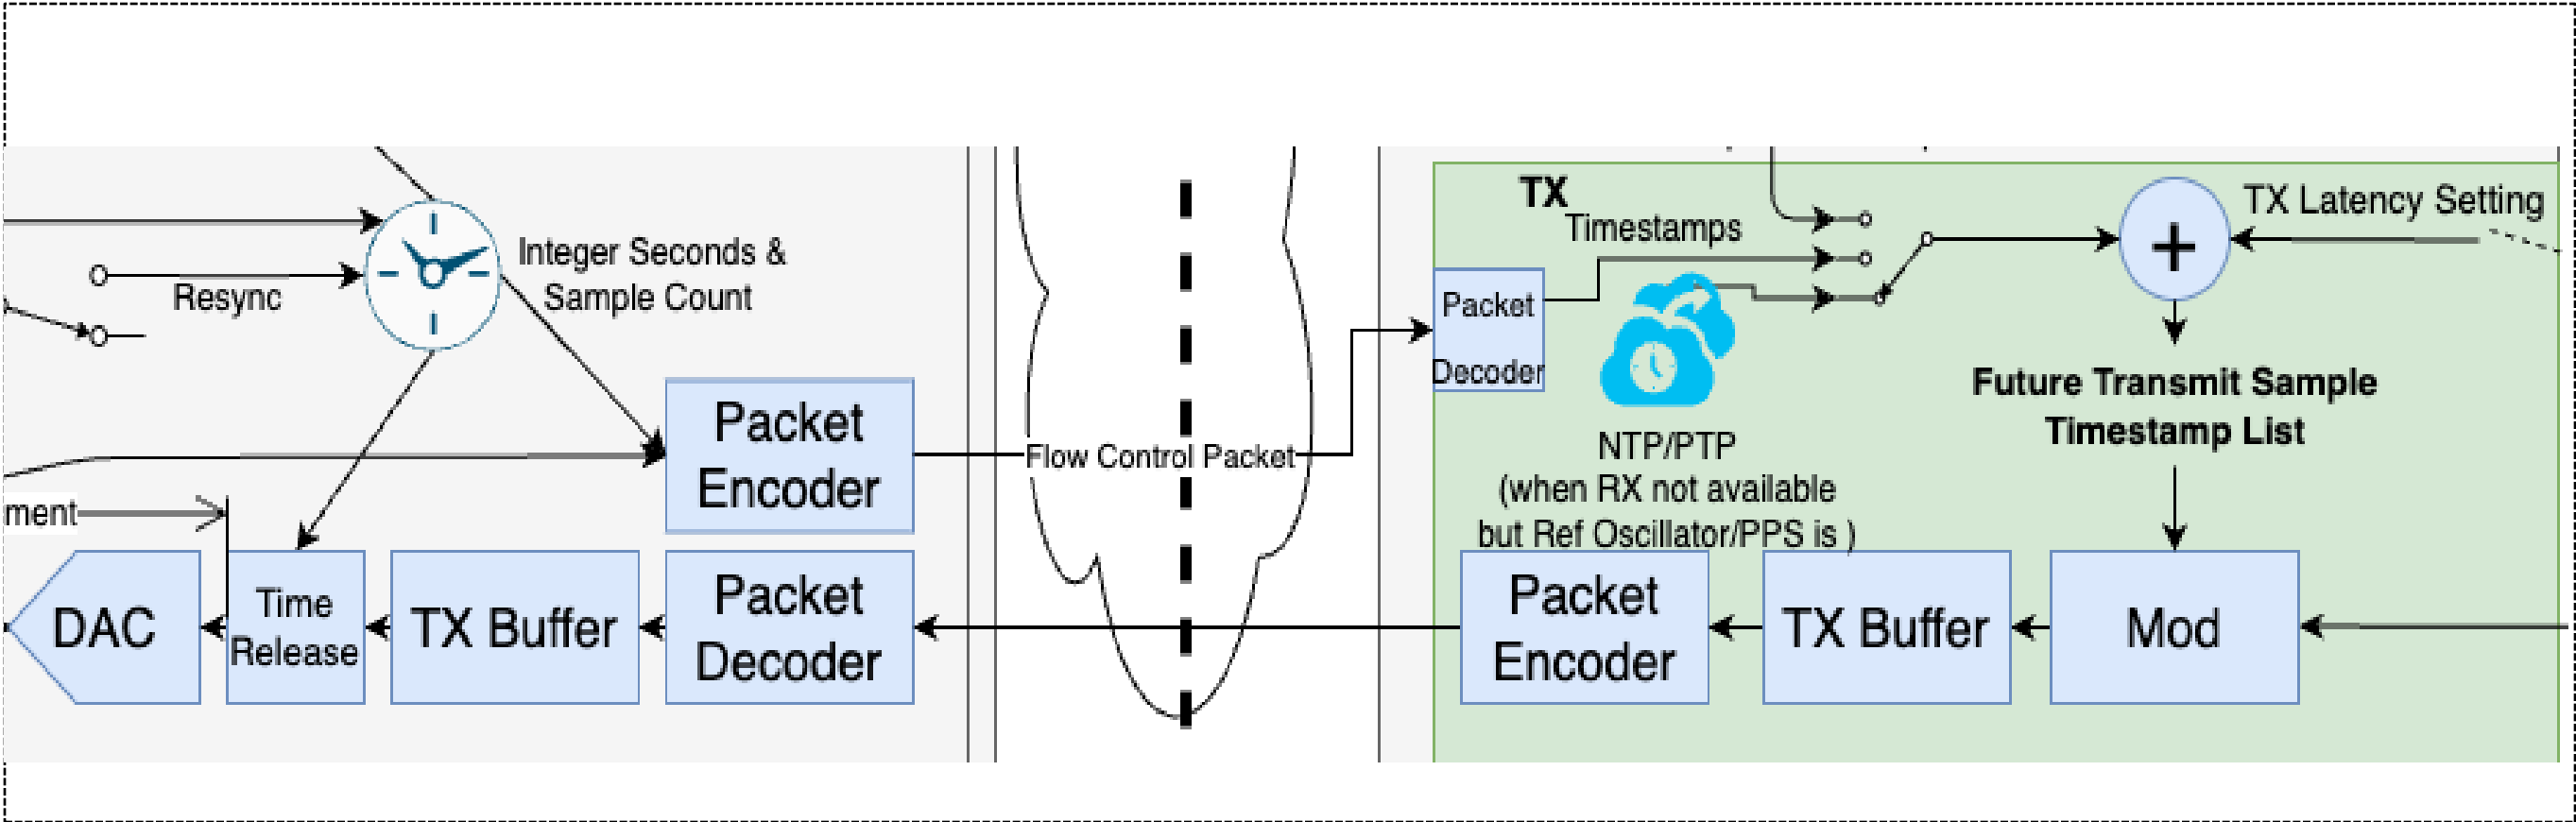 Integer Seconds &
Sample Count
Resync
Packet
Encoder
ment
DAC
Time
Release
TX Buffer
Packet
Decoder
Flow Control Packet
TX
Timestamps
TX Latency Setting
+
Packet
Decoder
Future Transmit Sample
Timestamp List
NTP/PTP
(when RX not available
but Ref Oscillator/PPS is )
Packet
Encoder
TX Buffer
Mod